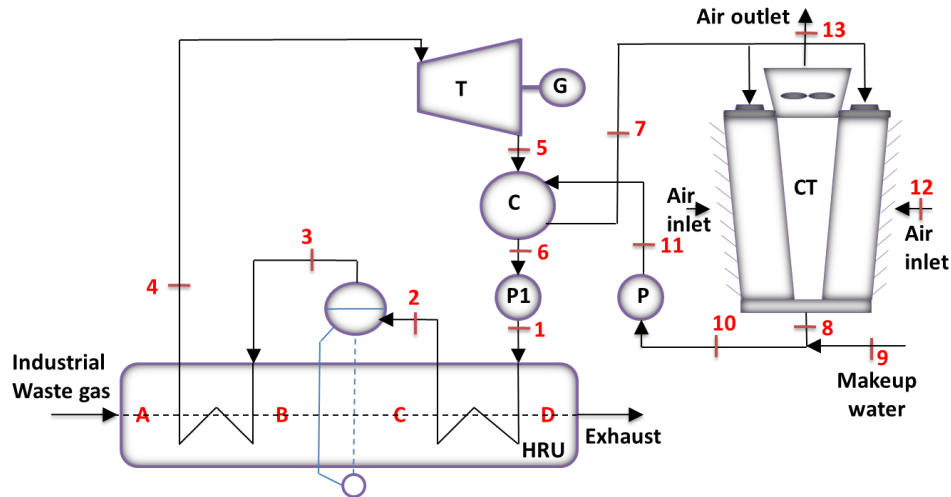 Air outlet
13
T
G
7
5
C
CT
12
Air
inlet
Air
inlet
3
6
11
4
2
P1
P
1
10
8
9
Industrial
Waste gas
Makeup
water
A
B
C
D
HRU
Exhaust